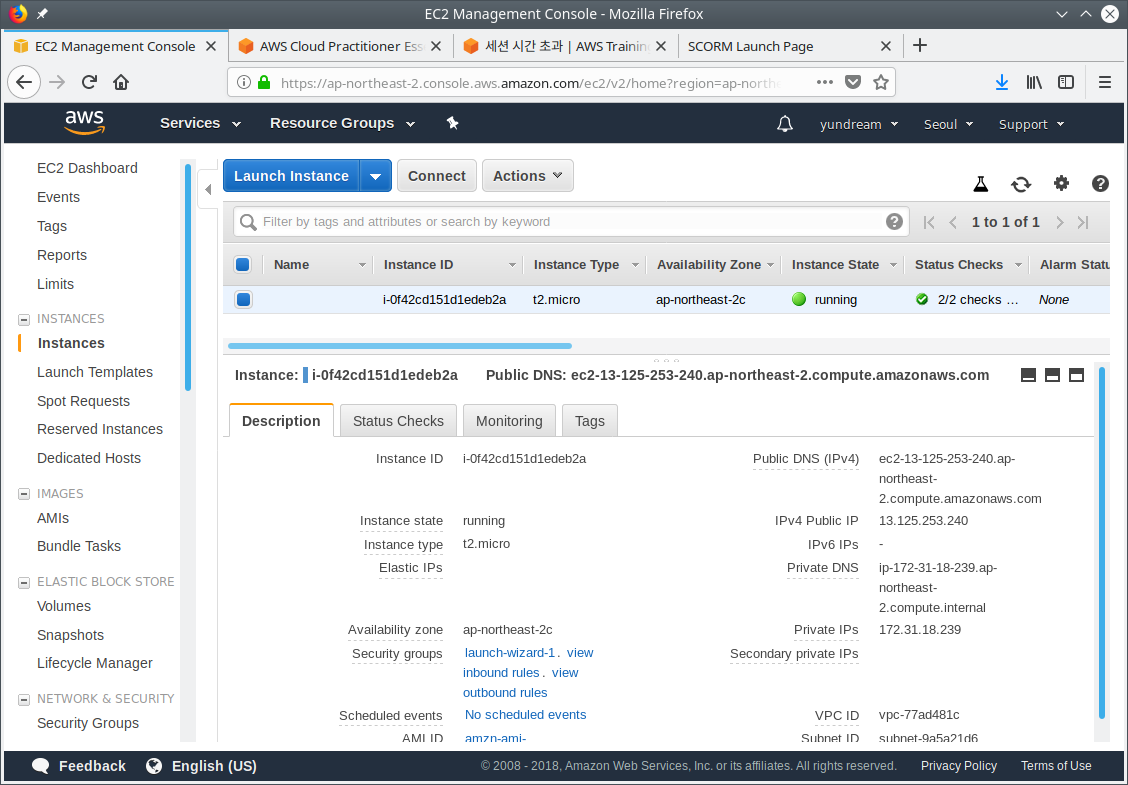 EC2 Management Console - Mozilla Firefox
EC2 Management Console
AWS Cloud Practitioner Ess
세션 시간 초과 | AWS Training
SCORM Launch Page
https://ap-northeast-2.console.aws.amazon.com/ec2/v2/home?region=ap-northe
aws
Services
Resource Groups
yundream
Seoul
Support
EC2 Dashboard
Events
Tags
Reports
Limits
INSTANCES
Instances
Launch Templates
Spot Requests
Reserved Instances
Dedicated Hosts
IMAGES
AMIs
Bundle Tasks
ELASTIC BLOCK STORE
Volumes
Snapshots
Lifecycle Manager
NETWORK & SECURITY
Security Groups
Launch Instance
Connect
Actions
Filter by tags and attributes or search by keyword
1 to 1 of 1
Name
Instance ID
Instance Type
Availability Zone
Instance State
Status Checks
Alarm Statu
i-0f42cd151d1edeb2a
t2.micro
ap-northeast-2c
running
2/2 checks ...
None
Instance: i-0f42cd151d1edeb2a
Public DNS: ec2-13-125-253-240.ap-northeast-2.compute.amazonaws.com
Description
Status Checks
Monitoring
Tags
Instance ID
i-0f42cd151d1edeb2a
Instance state
running
Instance type
t2.micro
Elastic IPs
Availability zone
ap-northeast-2c
Security groups
launch-wizard-1. view
inbound rules. view
outbound rules
Scheduled events
No scheduled events
AMI ID
amzn-ami-
Public DNS (IPv4)
ec2-13-125-253-240.ap-
northeast-
2.compute.amazonaws.com
IPv4 Public IP
13.125.253.240
IPv6 IPs
-
Private DNS
ip-172-31-18-239.ap-
northeast-
2.compute.internal
Private IPs
172.31.18.239
Secondary private IPs
VPC ID
vpc-77ad481c
Subnet ID
subnet-9a5a21d6
Feedback
English (US)
© 2008 - 2018, Amazon Web Services, Inc. or its affiliates. All rights reserved.
Privacy Policy
Terms of Use